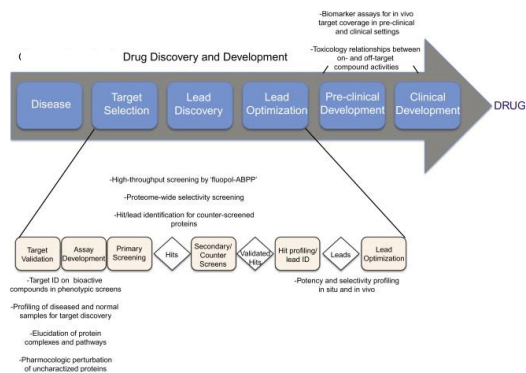 -Biomarker assays for in vivo
target coverage in pre-clinical
and clinical settings
-Toxicology relationships between
on- and off-target
compound activities
Drug Discovery and Development
Disease
Target
Selection
Lead
Discovery
Lead
Optimization
Pre-clinical
Development
Clinical
Development
DRUG
-High-throughput screening by 'fluopol-ABPP'
-Proteome-wide selectivity screening
-Hit/lead identification for counter-screened
proteins
Target
Validation
Assay
Development
Primary
Screening
Hits
Secondary/
Counter
Screens
Validated
Hits
Hit profiling/
lead ID
Leads
Lead
Optimization
-Target ID on bioactive
compounds in phenotypic screens
-Profiling of diseased and normal
samples for target discovery
-Elucidation of protein
complexes and pathways
-Pharmacologic perturbation
of uncharactized proteins
-Potency and selectivity profiling
in situ and in vivo